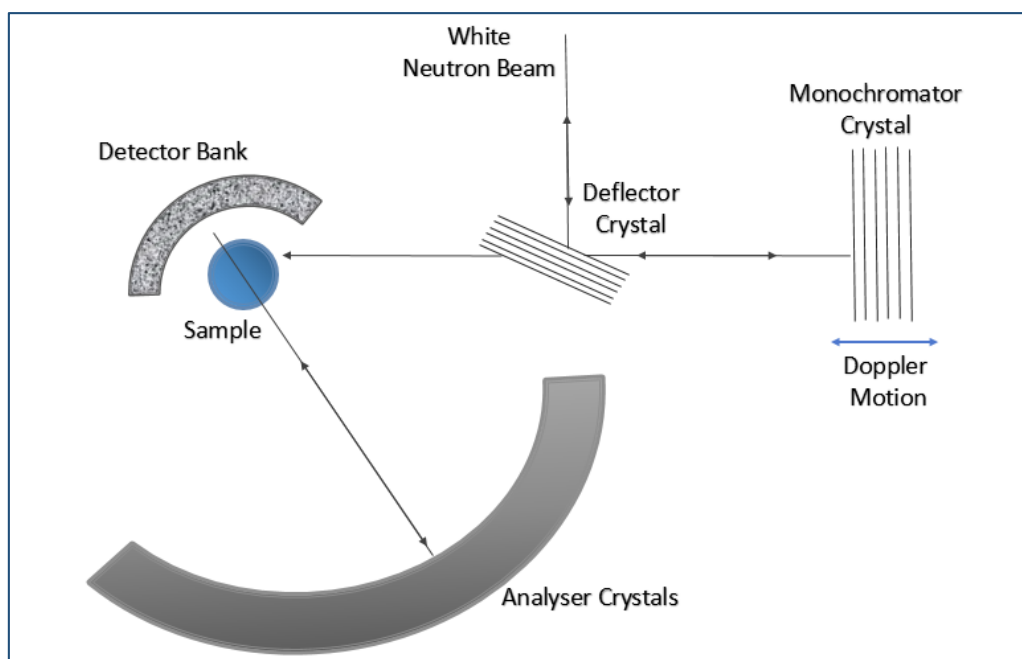 White
Neutron Beam
Monochromator
Crystal
Detector Bank
Deflector
Crystal
Sample
Doppler
Motion
Analyser Crystals